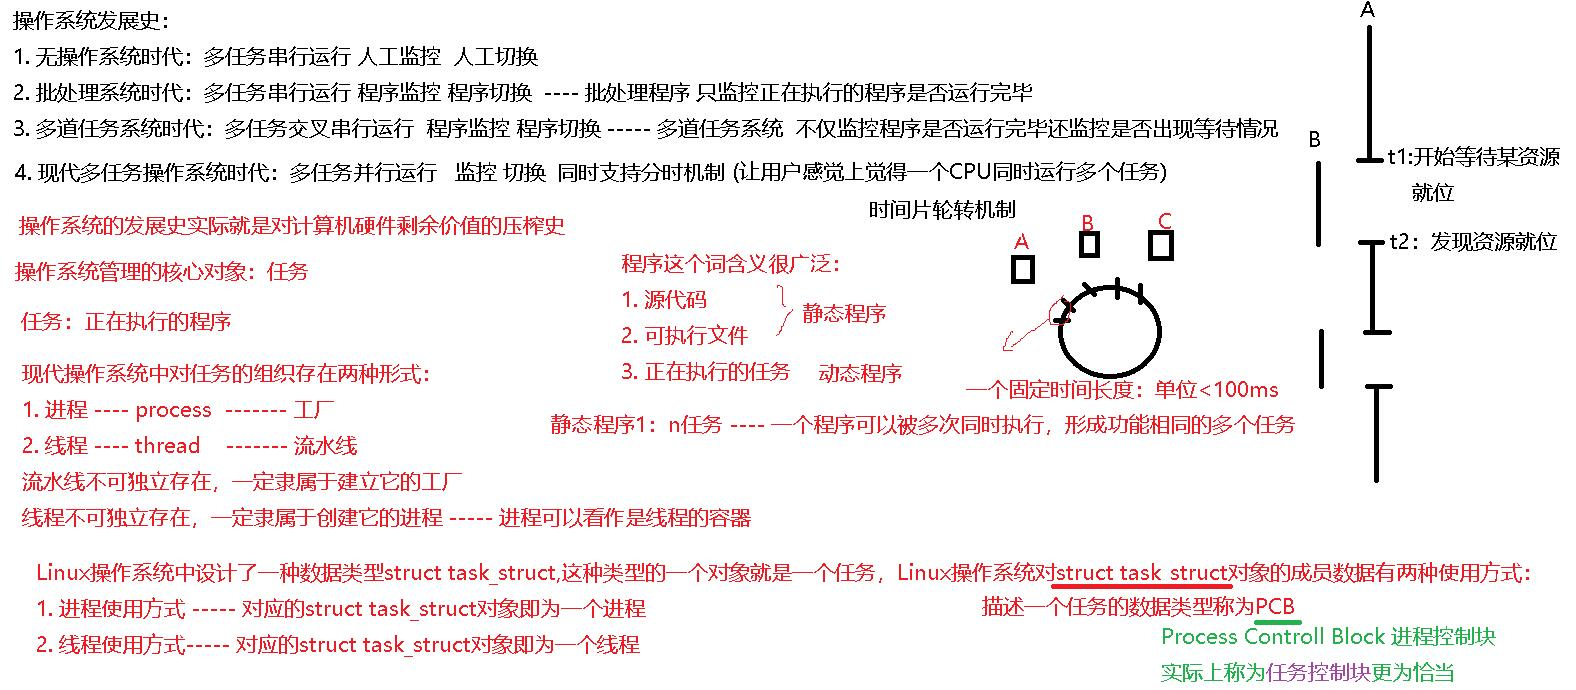 操作系统发展史：
1. 无操作系统时代：多任务串行运行 人工监控 人工切换
2. 批处理系统时代：多任务串行运行 程序监控 程序切换 ---- 批处理程序 只监控正在执行的程序是否运行完毕
3. 多道任务系统时代：多任务交叉串行运行 程序监控 程序切换 ----- 多道任务系统 不仅监控程序是否运行完毕还监控是否出现等待情况
4. 现代多任务操作系统时代：多任务并行运行 监控 切换 同时支持分时机制 (让用户感觉上觉得一个CPU同时运行多个任务)
时间片轮转机制
A
B
t1:开始等待某资源
就位
t2：发现资源就位
操作系统的发展史实际就是对计算机硬件剩余价值的压榨史
操作系统管理的核心对象：任务
任务：正在执行的程序
程序这个词含义很广泛：
1. 源代码
2. 可执行文件
静态程序
3. 正在执行的任务 动态程序
A
B
C
一个固定时间长度：单位<100ms
静态程序1：n任务 ---- 一个程序可以被多次同时执行，形成功能相同的多个任务
现代操作系统中对任务的组织存在两种形式：
1. 进程 ---- process ------- 工厂
2. 线程 ---- thread ------- 流水线
流水线不可独立存在，一定隶属于建立它的工厂
线程不可独立存在，一定隶属于创建它的进程 ----- 进程可以看作是线程的容器
Linux操作系统中设计了一种数据类型struct task_struct,这种类型的一个对象就是一个任务，Linux操作系统对struct task_struct对象的成员数据有两种使用方式：
1. 进程使用方式 ----- 对应的struct task_struct对象即为一个进程
2. 线程使用方式----- 对应的struct task_struct对象即为一个线程
描述一个任务的数据类型称为PCB
Process Controll Block 进程控制块
实际上称为任务控制块更为恰当